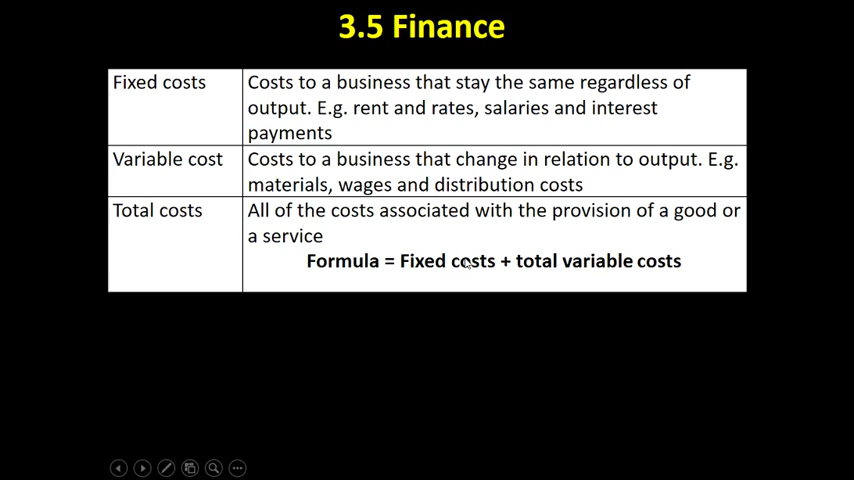 3.5 Finance
Fixed costs
Costs to a business that stay the same regardless of
output. E.g. rent and rates, salaries and interest
payments
Variable cost
Costs to a business that change in relation to output. E.g.
materials, wages and distribution costs
Total costs
All of the costs associated with the provision of a good or
a service
Formula = Fixed costs + total variable costs